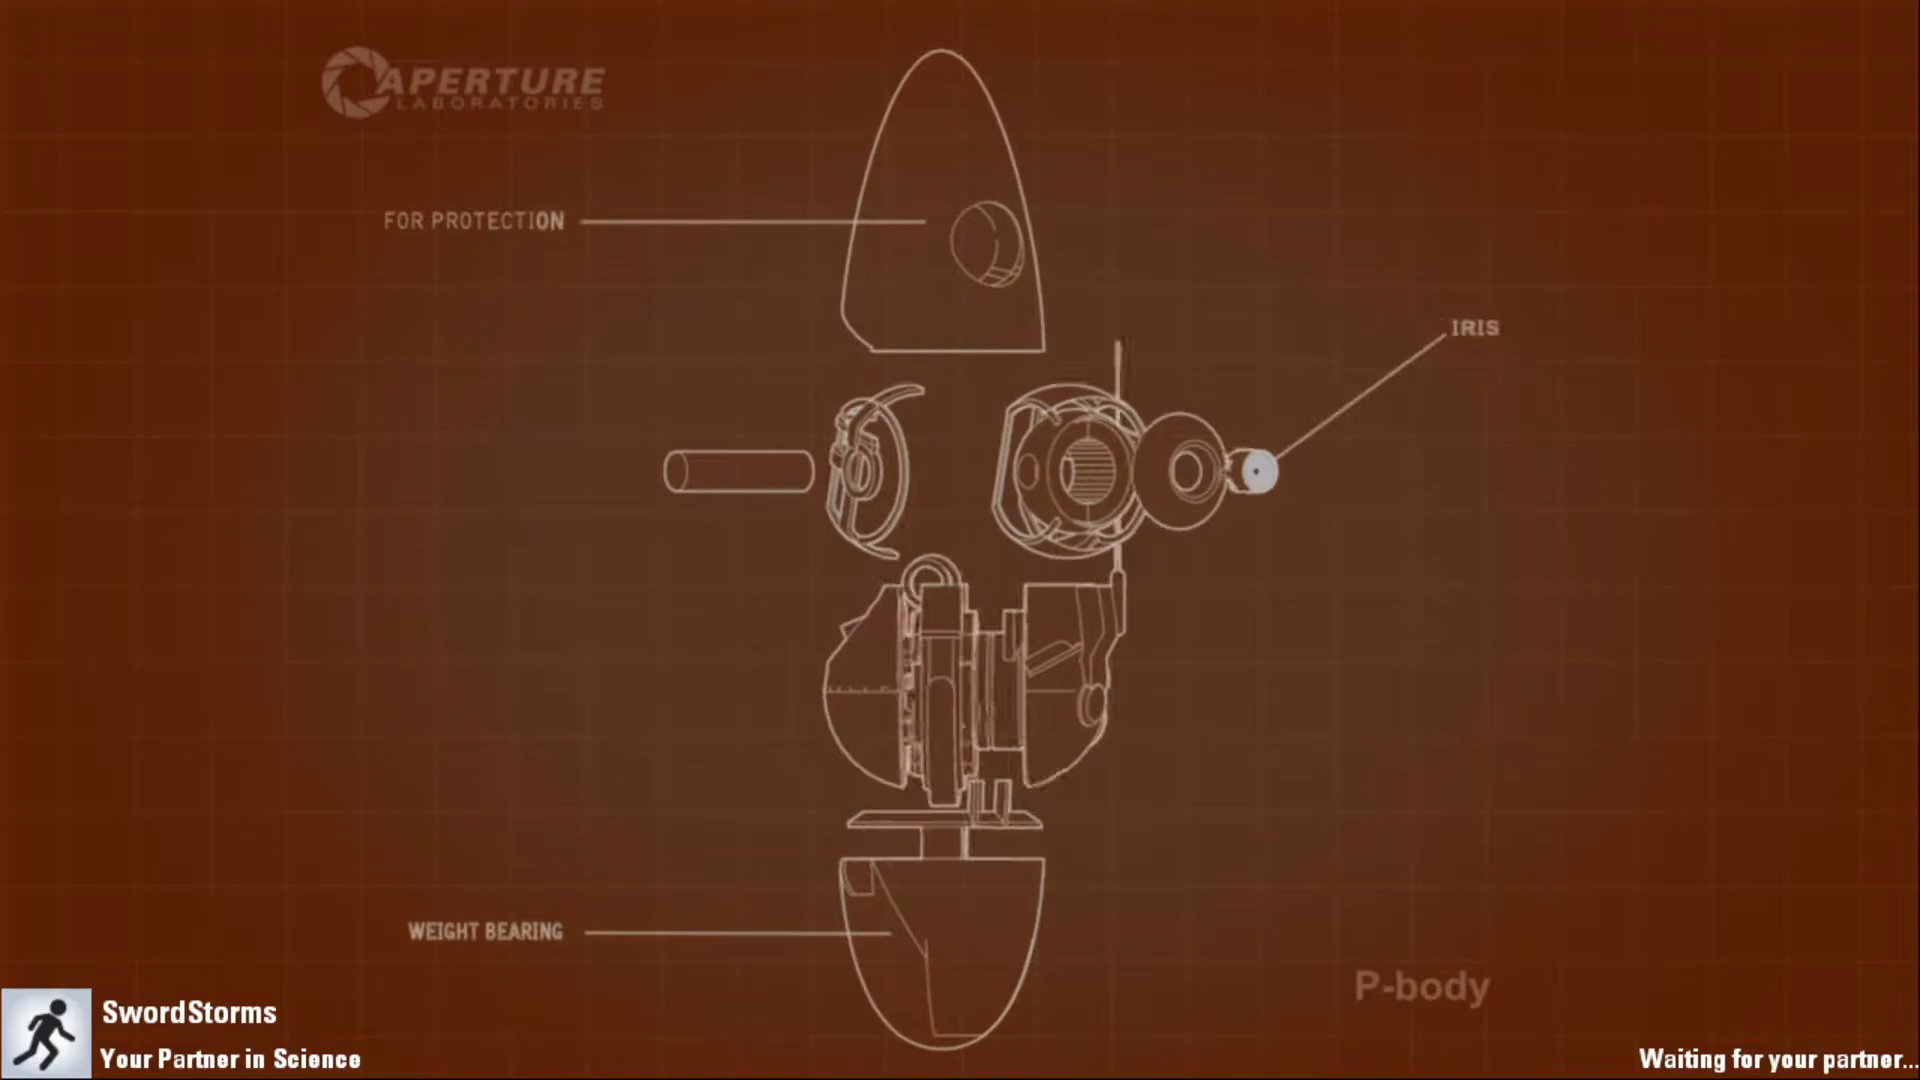 APERTURE
LABORATORIES
FOR PROTECTION
IRIS
WEIGHT BEARING
P-body
SwordStorms
Your Partner in Science
Waiting for your partner...